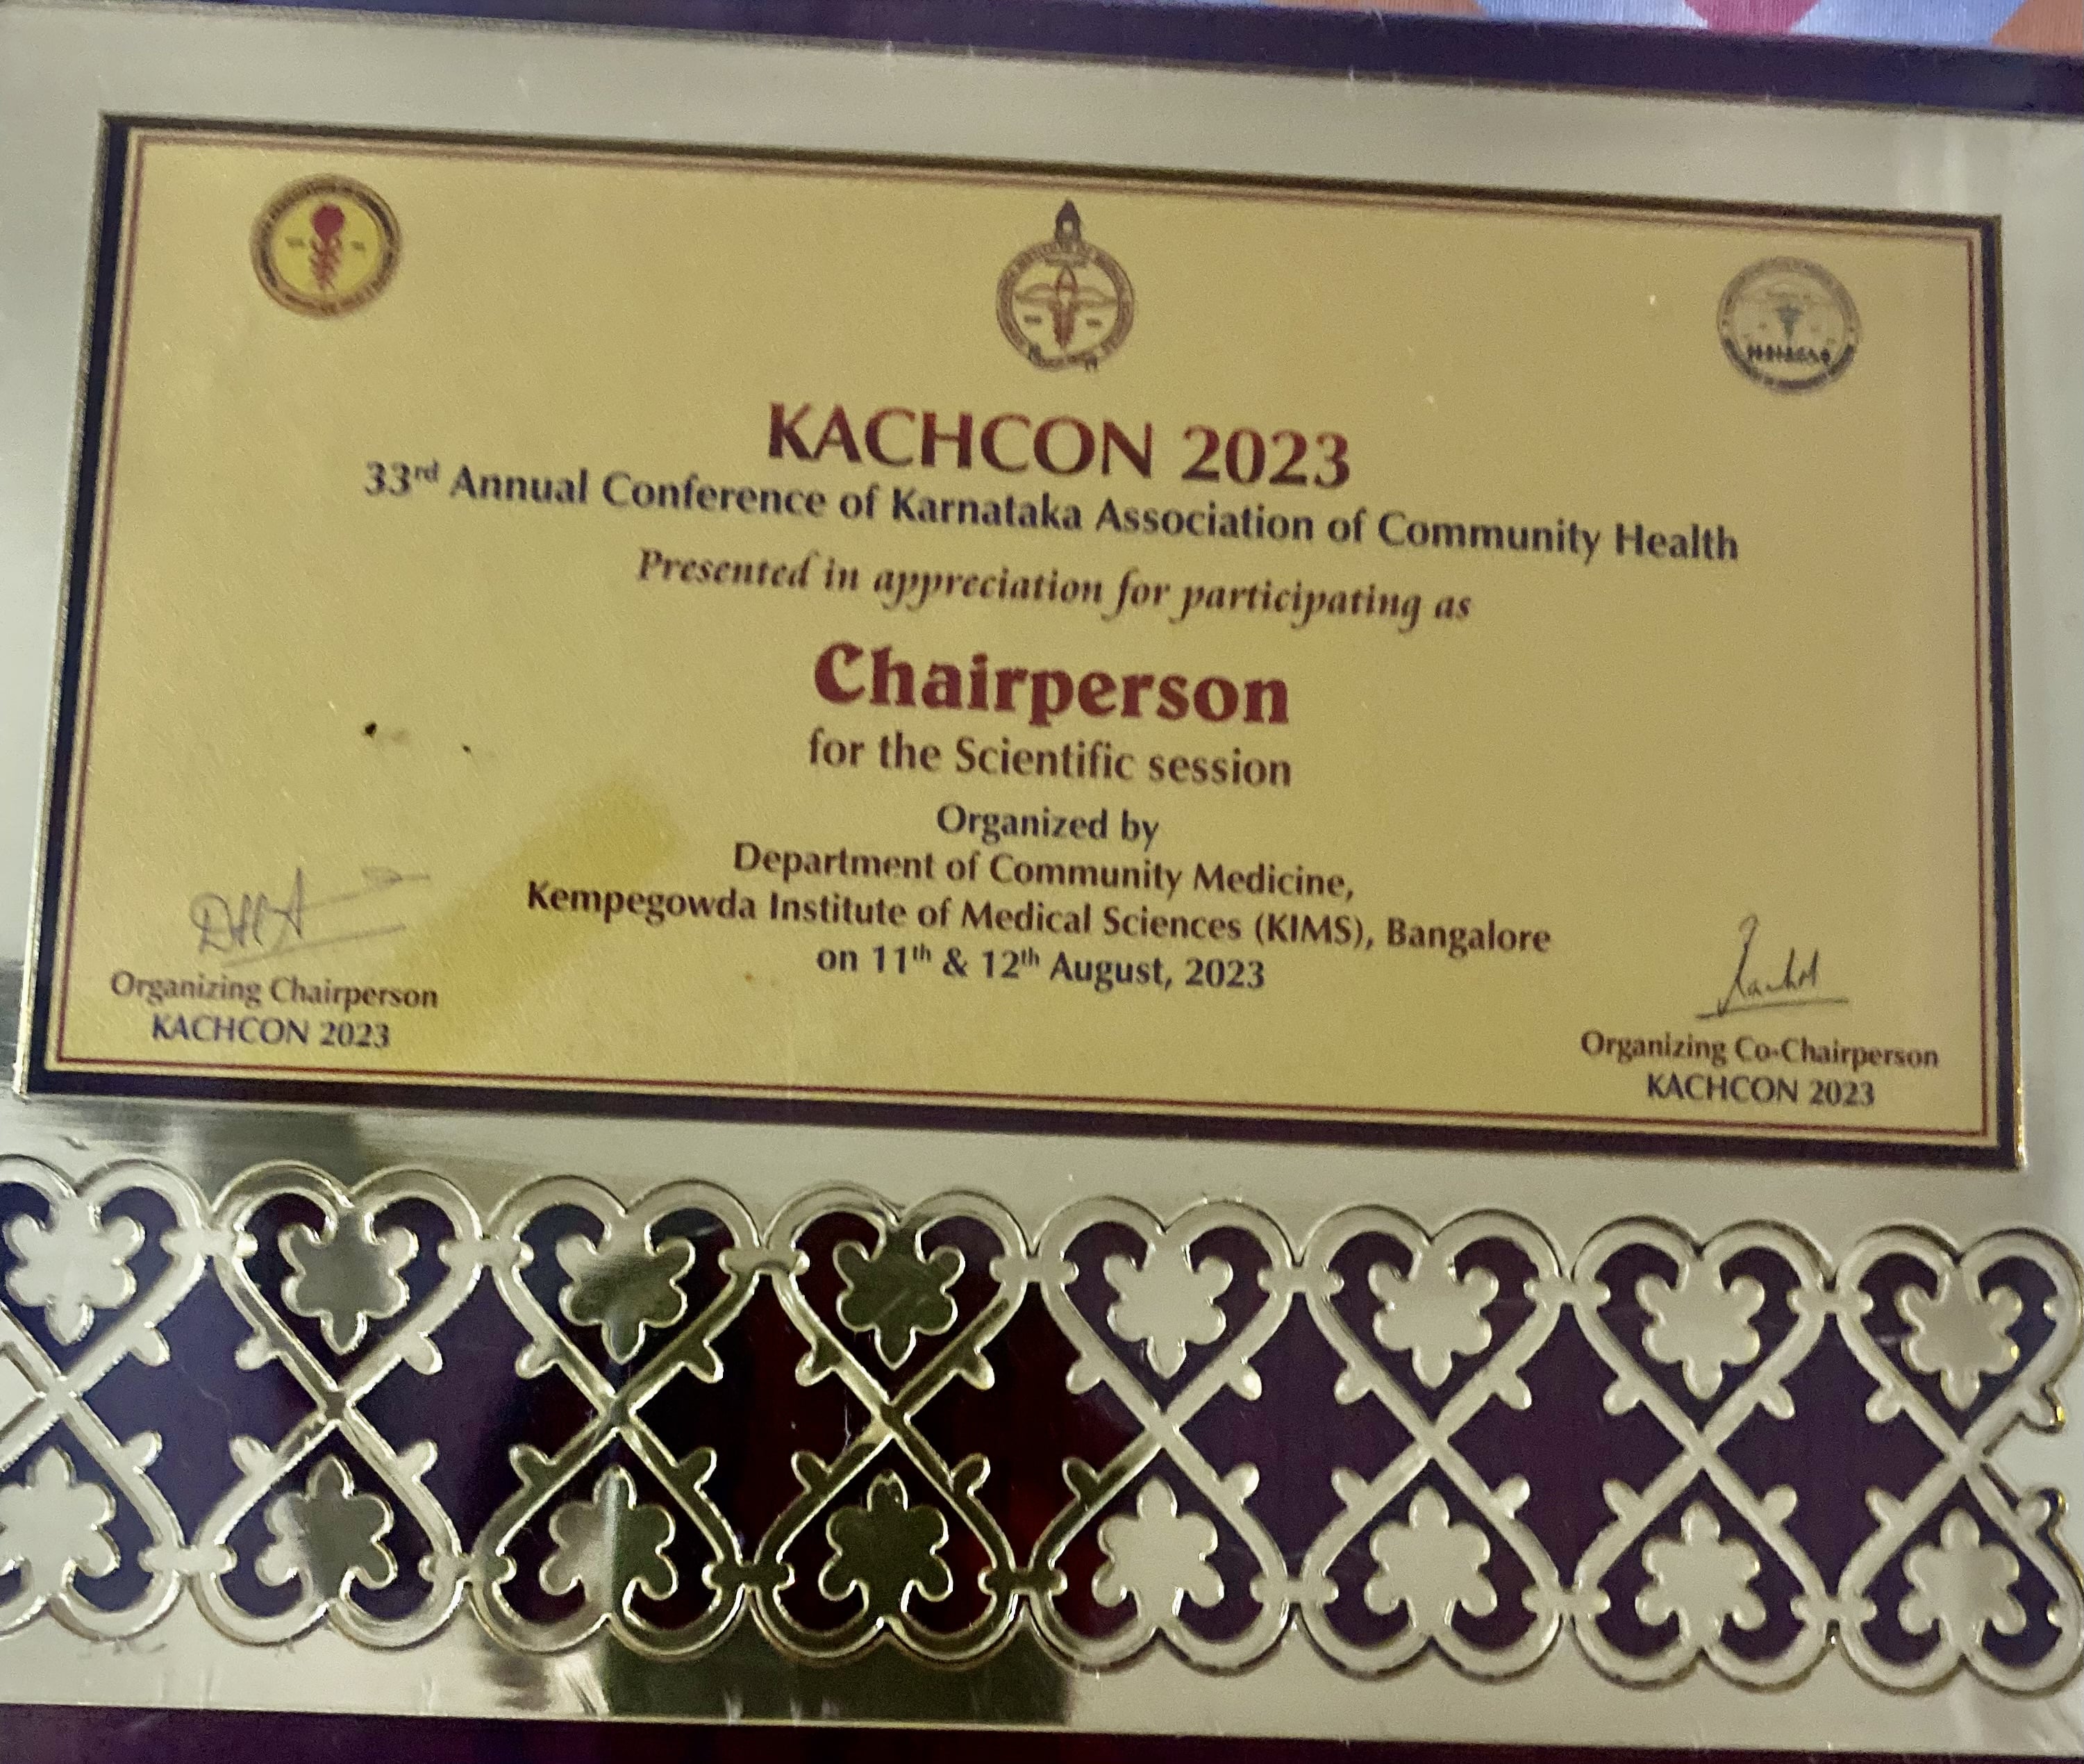 KACHCON 2023
33rd Annual Conference of Karnataka Association of Community Health
Presented in appreciation for participating as
Chairperson
for the Scientific session
Organized by
Department of Community Medicine,
Kempegowda Institute of Medical Sciences (KIMS), Bangalore
on 11th & 12th August, 2023
Organizing Chairperson
KACHCON 2023
Organizing Co-Chairperson
KACHCON 2023